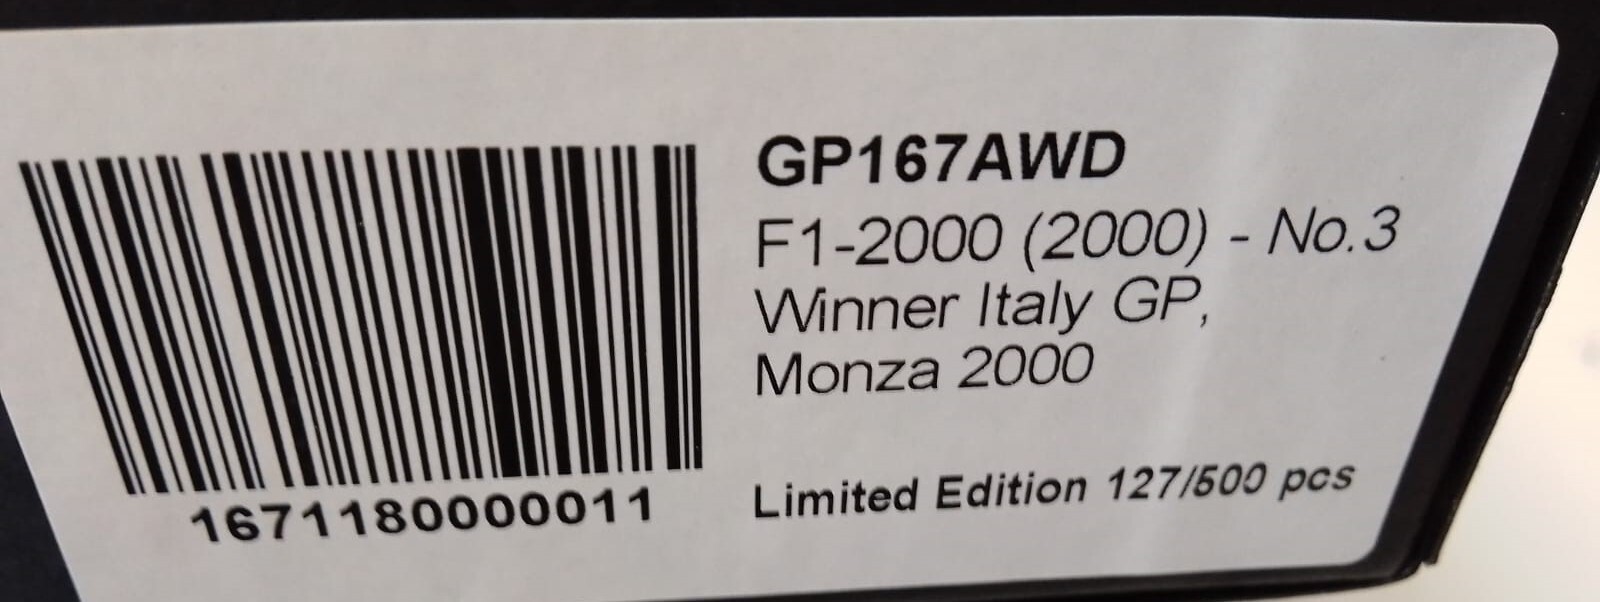 GP167AWD
F1-2000 (2000) - No.3
Winner Italy GP,
Monza 2000
Limited Edition 127/500 pcs
1671180000011